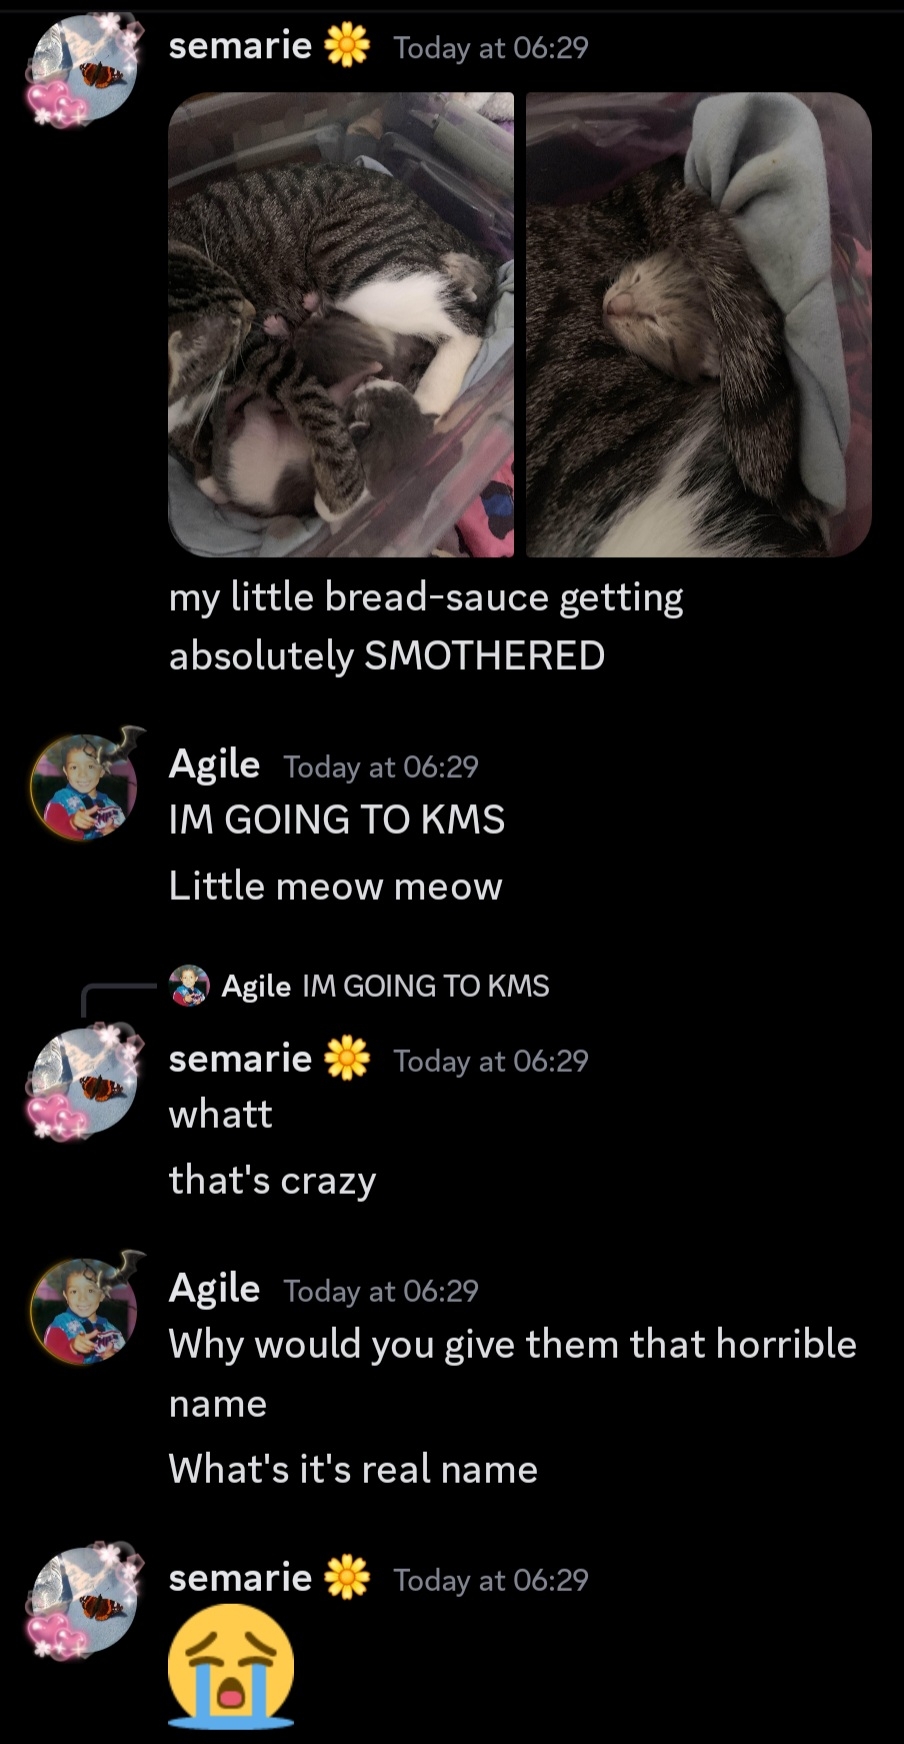 semarie 🌼 Today at 06:29
my little bread-sauce getting
absolutely SMOTHERED
Agile Today at 06:29
IM GOING TO KMS
Little meow meow
Agile IM GOING TO KMS
semarie 🌼 Today at 06:29
whatt
that's crazy
Agile Today at 06:29
Why would you give them that horrible
name
What's it's real name
semarie 🌼 Today at 06:29
😭